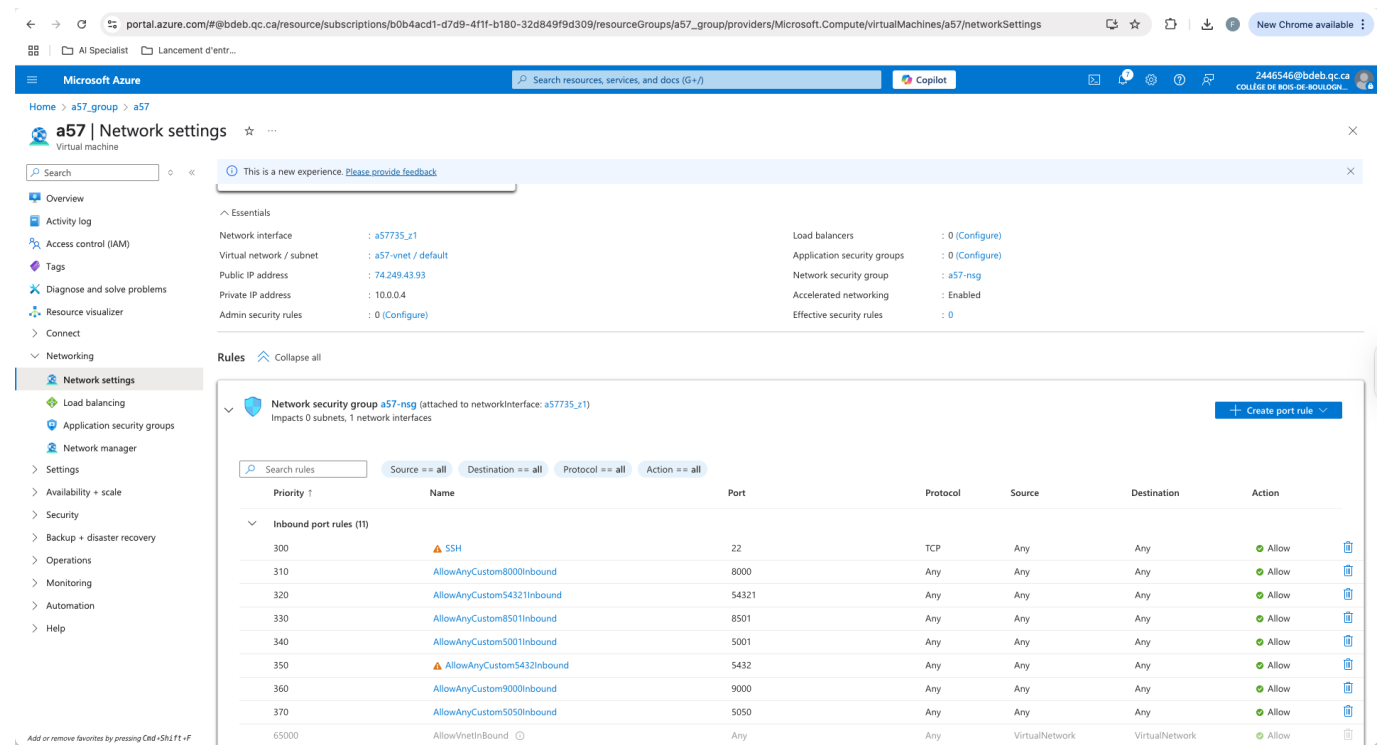 portal.azure.com/#@bdeb.qc.ca/resource/subscriptions/b0b4acd1-d7d9-4f1f-b180-32d849f9d309/resourceGroups/a57_group/providers/Microsoft.Compute/virtualMachines/a57/networkSettings F New Chrome available
AI Specialist Lancement d'entr...
Microsoft Azure Search resources, services, and docs (G+/) Copilot 7 2446546@bdeb.qc.ca
COLLÈGE DE BOIS-DE-BOULOGN...
Home > a57_group > a57
a57 | Network settings ...
Virtual machine
Search
This is a new experience. Please provide feedback
Overview
Activity log
Access control (IAM)
Tags
Diagnose and solve problems
Resource visualizer
Connect
Networking
Network settings
Load balancing
Application security groups
Network manager
Settings
Availability + scale
Security
Backup + disaster recovery
Operations
Monitoring
Automation
Help
Essentials
Network interface : a57735_z1
Virtual network / subnet : a57-vnet / default
Public IP address : 74.249.43.93
Private IP address : 10.0.0.4
Admin security rules : 0 (Configure)
Load balancers : 0 (Configure)
Application security groups : 0 (Configure)
Network security group : a57-nsg
Accelerated networking : Enabled
Effective security rules : 0
Rules Collapse all
Network security group a57-nsg (attached to networkInterface: a57735_z1)
Impacts 0 subnets, 1 network interfaces
+ Create port rule
Search rules Source == all Destination == all Protocol == all Action == all
Priority ↑ Name Port Protocol Source Destination Action
Inbound port rules (11)
300 SSH 22 TCP Any Any Allow
310 AllowAnyCustom8000Inbound 8000 Any Any Any Allow
320 AllowAnyCustom54321Inbound 54321 Any Any Any Allow
330 AllowAnyCustom8501Inbound 8501 Any Any Any Allow
340 AllowAnyCustom5001Inbound 5001 Any Any Any Allow
350 AllowAnyCustom5432Inbound 5432 Any Any Any Allow
360 AllowAnyCustom9000Inbound 9000 Any Any Any Allow
370 AllowAnyCustom5050Inbound 5050 Any Any Any Allow
65000 AllowVnetInBound Any Any VirtualNetwork VirtualNetwork Allow
Add or remove favorites by pressing Cmd+Shift+F